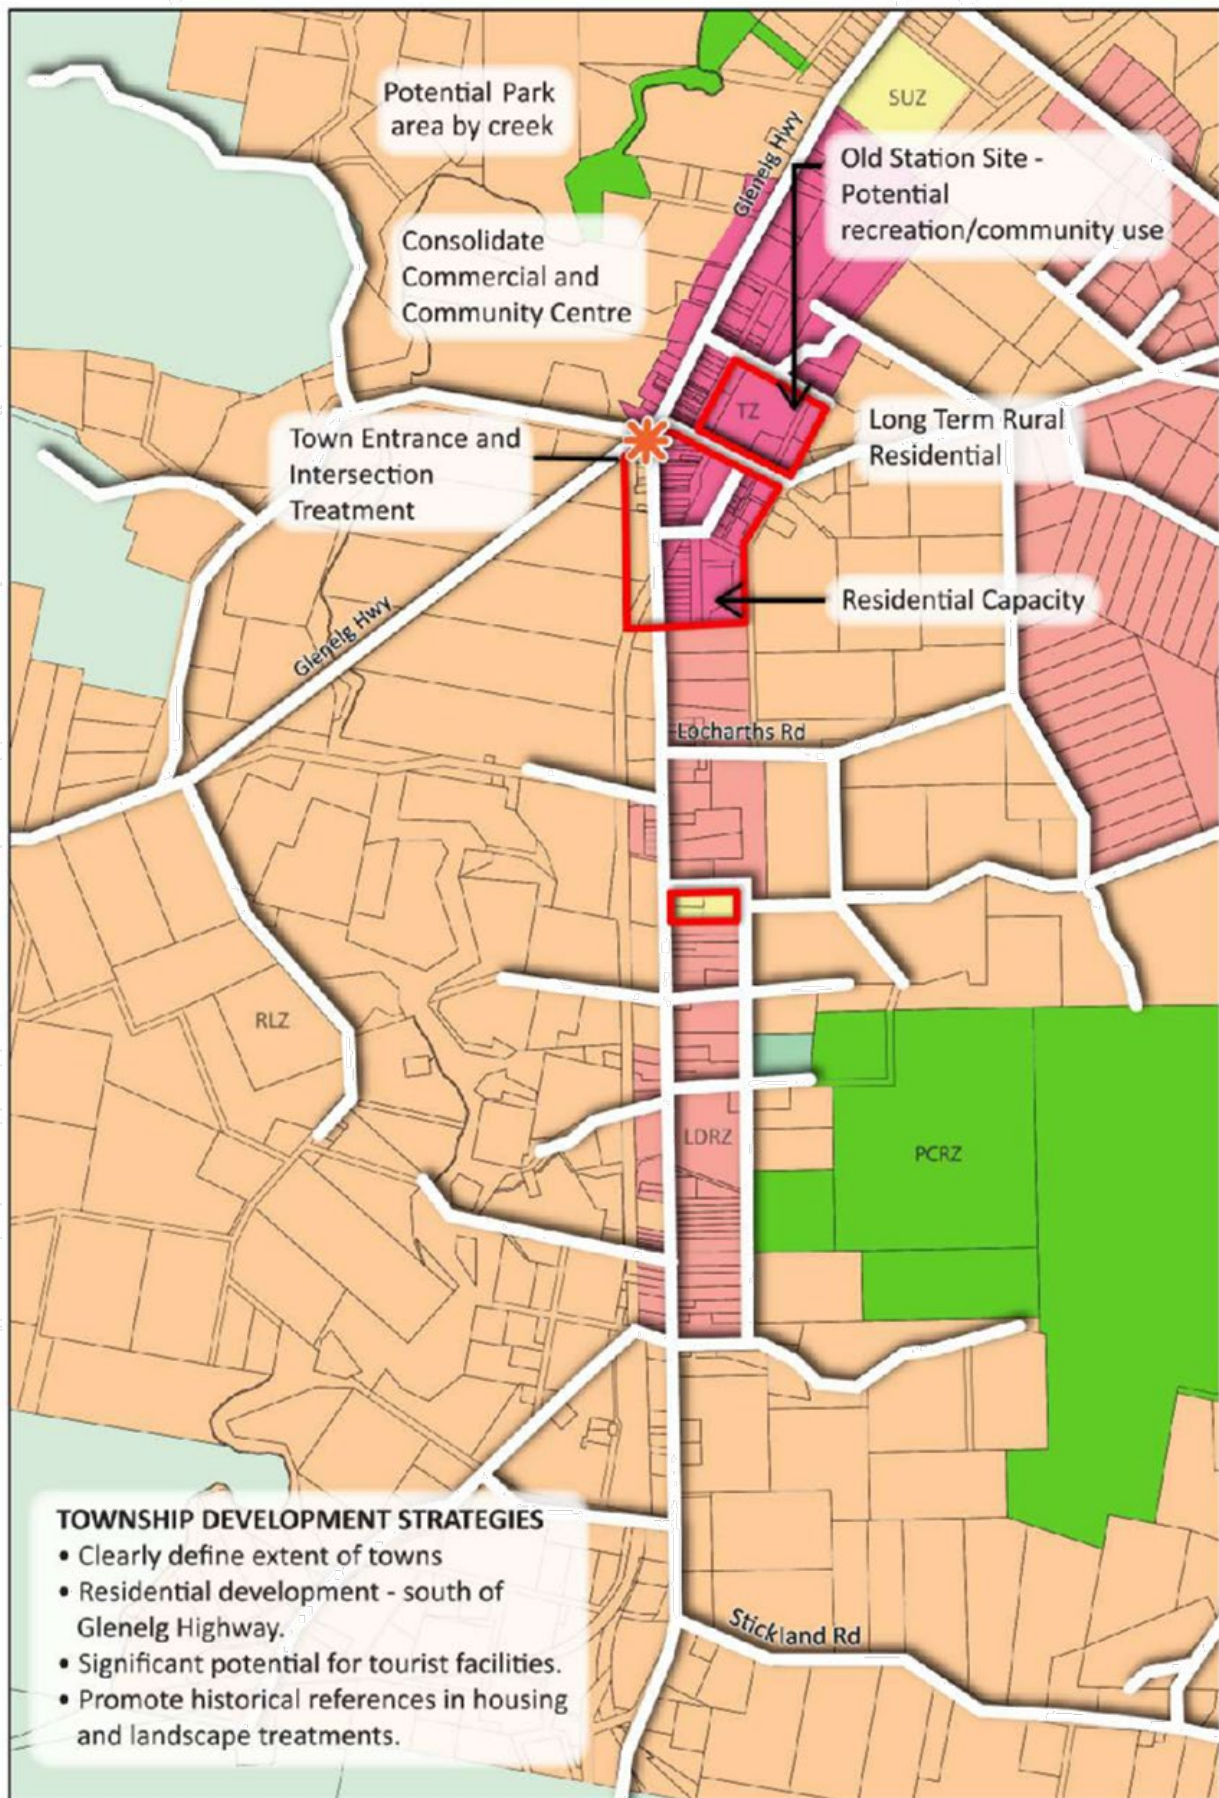 Potential Park
area by creek
SUZ
Glenelg Hwy
Old Station Site -
Potential
recreation/community use
Consolidate
Commercial and
Community Centre
TZ
Town Entrance and
Intersection
Treatment
Long Term Rural
Residential
Residential Capacity
Glenelg Hwy
Locharths Rd
RLZ
LDRZ
PCRZ
TOWNSHIP DEVELOPMENT STRATEGIES
• Clearly define extent of towns
• Residential development - south of
Glenelg Highway.
• Significant potential for tourist facilities.
• Promote historical references in housing
and landscape treatments.
Stickland Rd